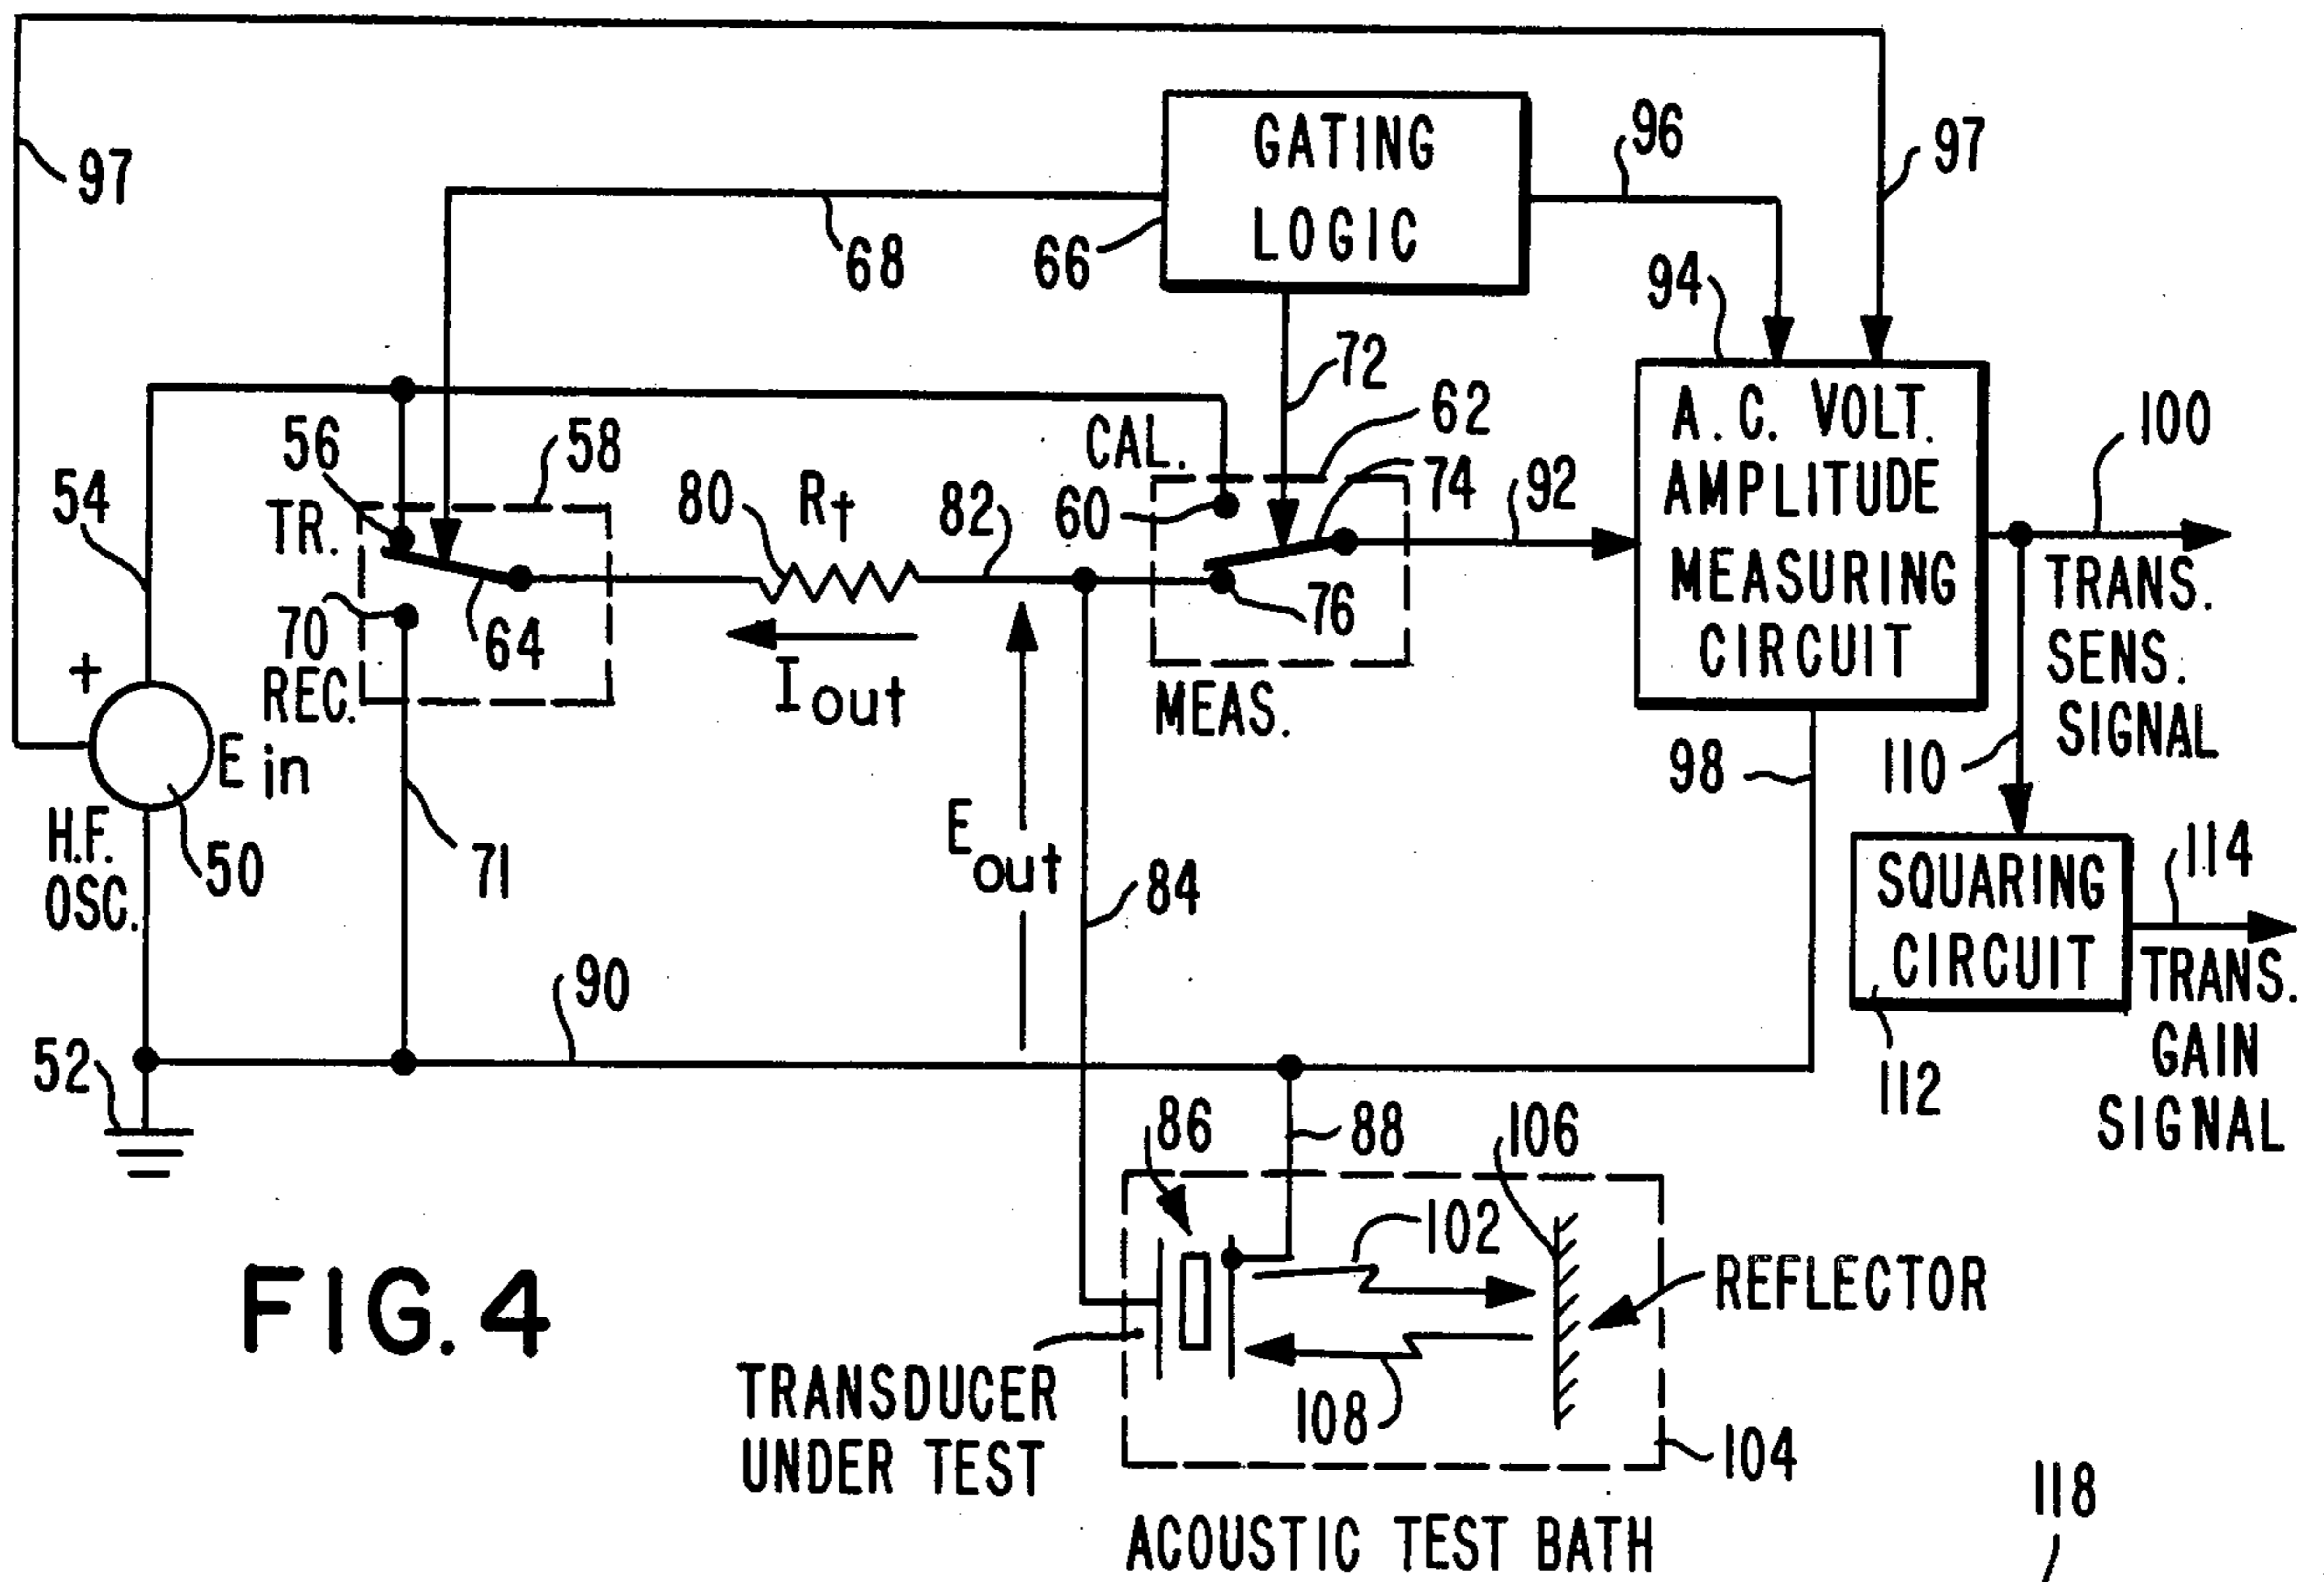 97
GATING
LOGIC
96
97
68
66
94
72
62
100
56
58
CAL.
A.C. VOLT.
AMPLITUDE
MEASURING
CIRCUIT
54
TR.
80
Rt
82
60
74
92
70
REC.
64
76
TRANS.
SENS.
SIGNAL
+
Iout
MEAS.
98
110
Ein
H.F.
OSC.
50
71
Eout
84
SQUARING
CIRCUIT
114
TRANS.
GAIN
SIGNAL
90
52
112
86
88
106
102
REFLECTOR
FIG. 4
TRANSDUCER
UNDER TEST
108
104
118
ACOUSTIC TEST BATH